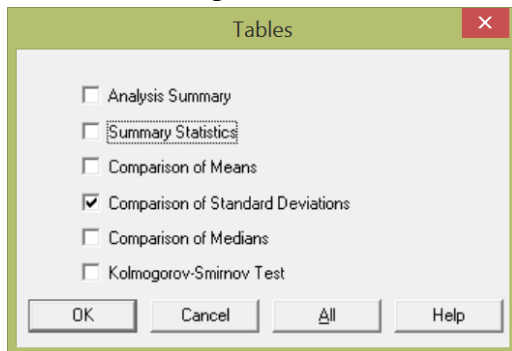 Tables
Analysis Summary
Summary Statistics
Comparison of Means
Comparison of Standard Deviations
Comparison of Medians
Kolmogorov-Smirnov Test
OK Cancel All Help